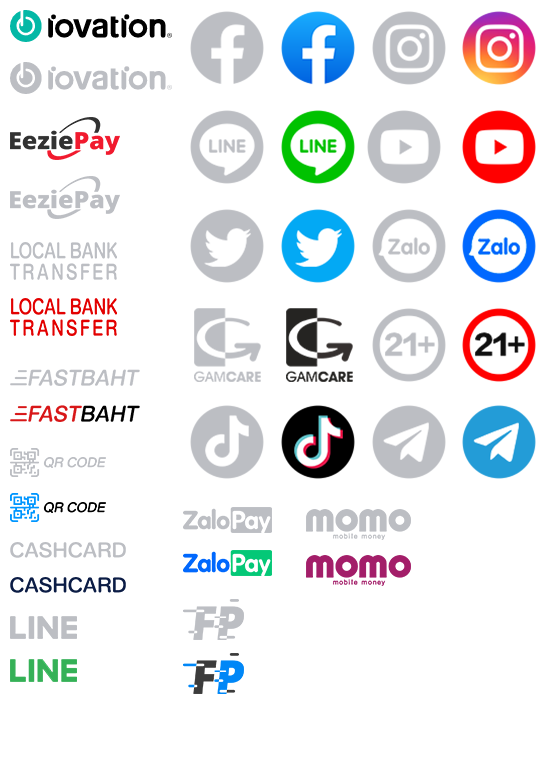 iovation®
iovation®
EeziePay
EeziePay
LOCAL BANK
TRANSFER
LOCAL BANK
TRANSFER
FASTBAHT
FASTBAHT
QR CODE
QR CODE
CASHCARD
CASHCARD
LINE
LINE
LINE
LINE
Zalo
Zalo
G
GAMCARE
G
GAMCARE
21+
21+
ZaloPay
momo
mobile money
ZaloPay
momo
mobile money
FP
FP